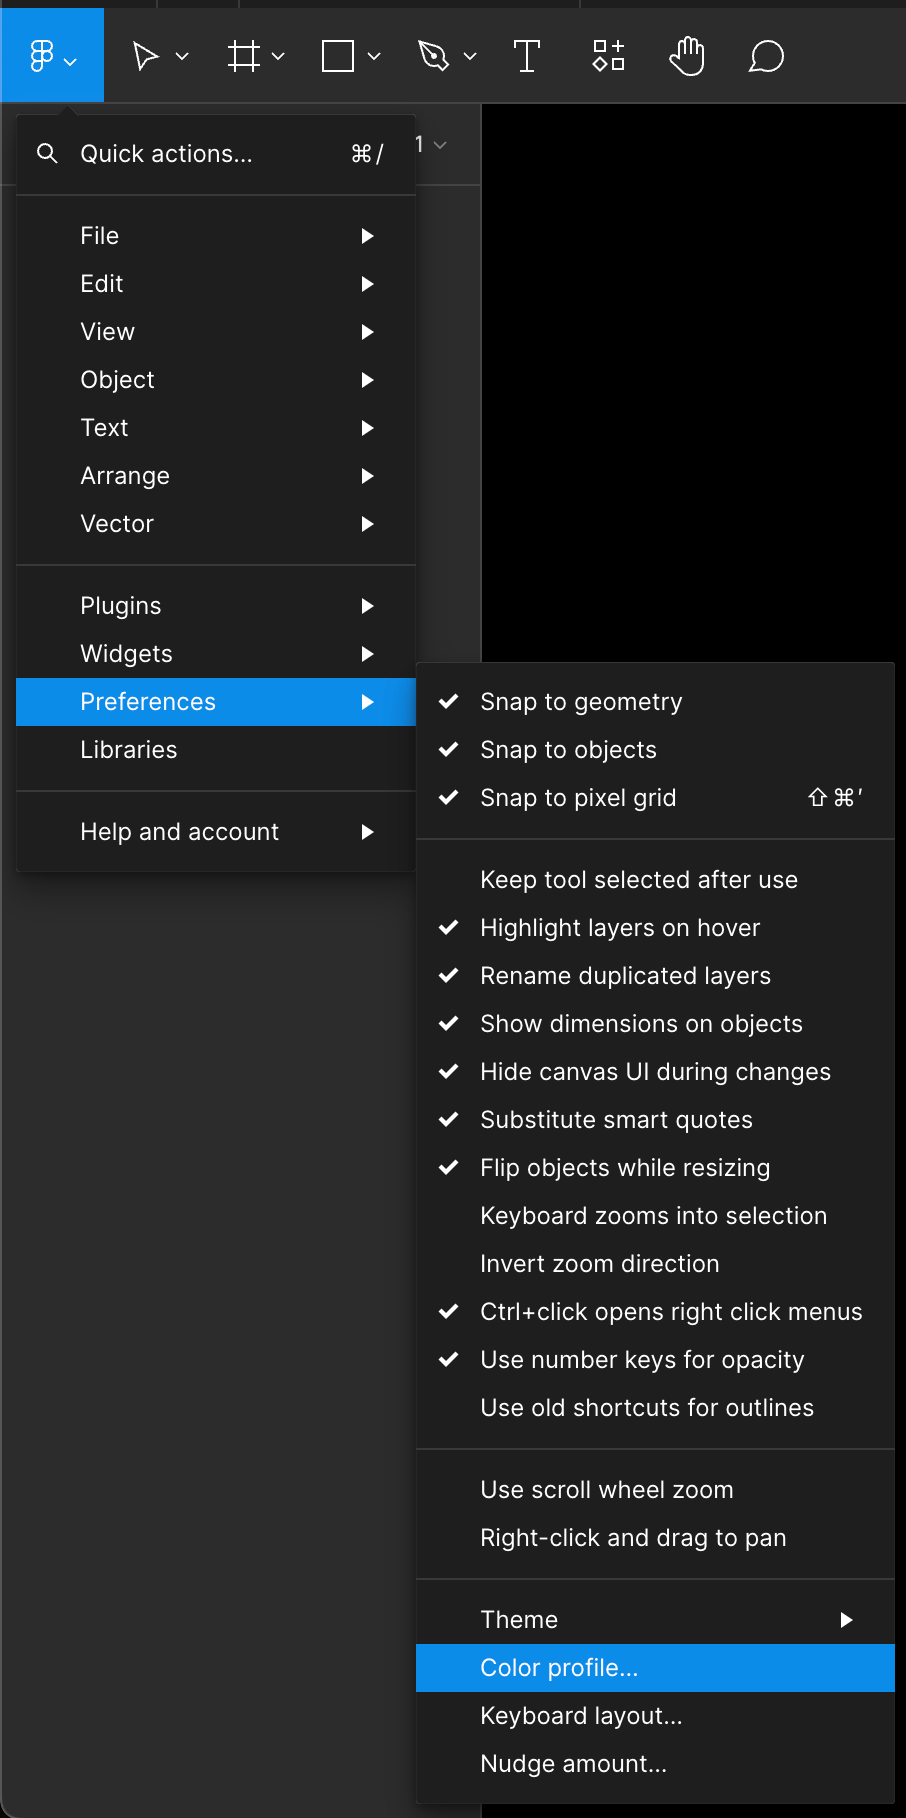 1
Quick actions... ⌘/
File
Edit
View
Object
Text
Arrange
Vector
Plugins
Widgets
Preferences
Libraries
Help and account
Snap to geometry
Snap to objects
Snap to pixel grid ⇧⌘'
Keep tool selected after use
Highlight layers on hover
Rename duplicated layers
Show dimensions on objects
Hide canvas UI during changes
Substitute smart quotes
Flip objects while resizing
Keyboard zooms into selection
Invert zoom direction
Ctrl+click opens right click menus
Use number keys for opacity
Use old shortcuts for outlines
Use scroll wheel zoom
Right-click and drag to pan
Theme
Color profile...
Keyboard layout...
Nudge amount...